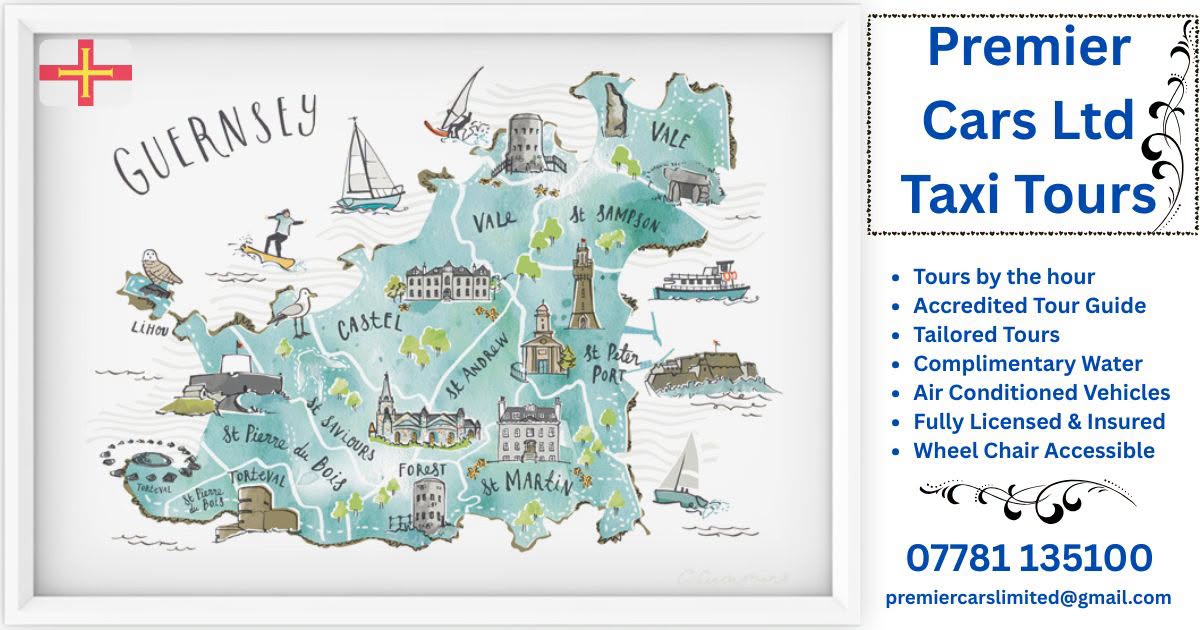 GUERNSEY
VALE
VALE
St SAMPSON
LiHOU
CASTEL
St ANDREW
St PEtER
PORT
St SAVIOURS
St PiERRE du BOiS
TORtEVAL
TORtEVAL
St PiERRE
du BOiS
FOREST
St MARtiN
C.Cummins
Premier
Cars Ltd
Taxi Tours
Tours by the hour
Accredited Tour Guide
Tailored Tours
Complimentary Water
Air Conditioned Vehicles
Fully Licensed & Insured
Wheel Chair Accessible
07781 135100
premiercarslimited@gmail.com